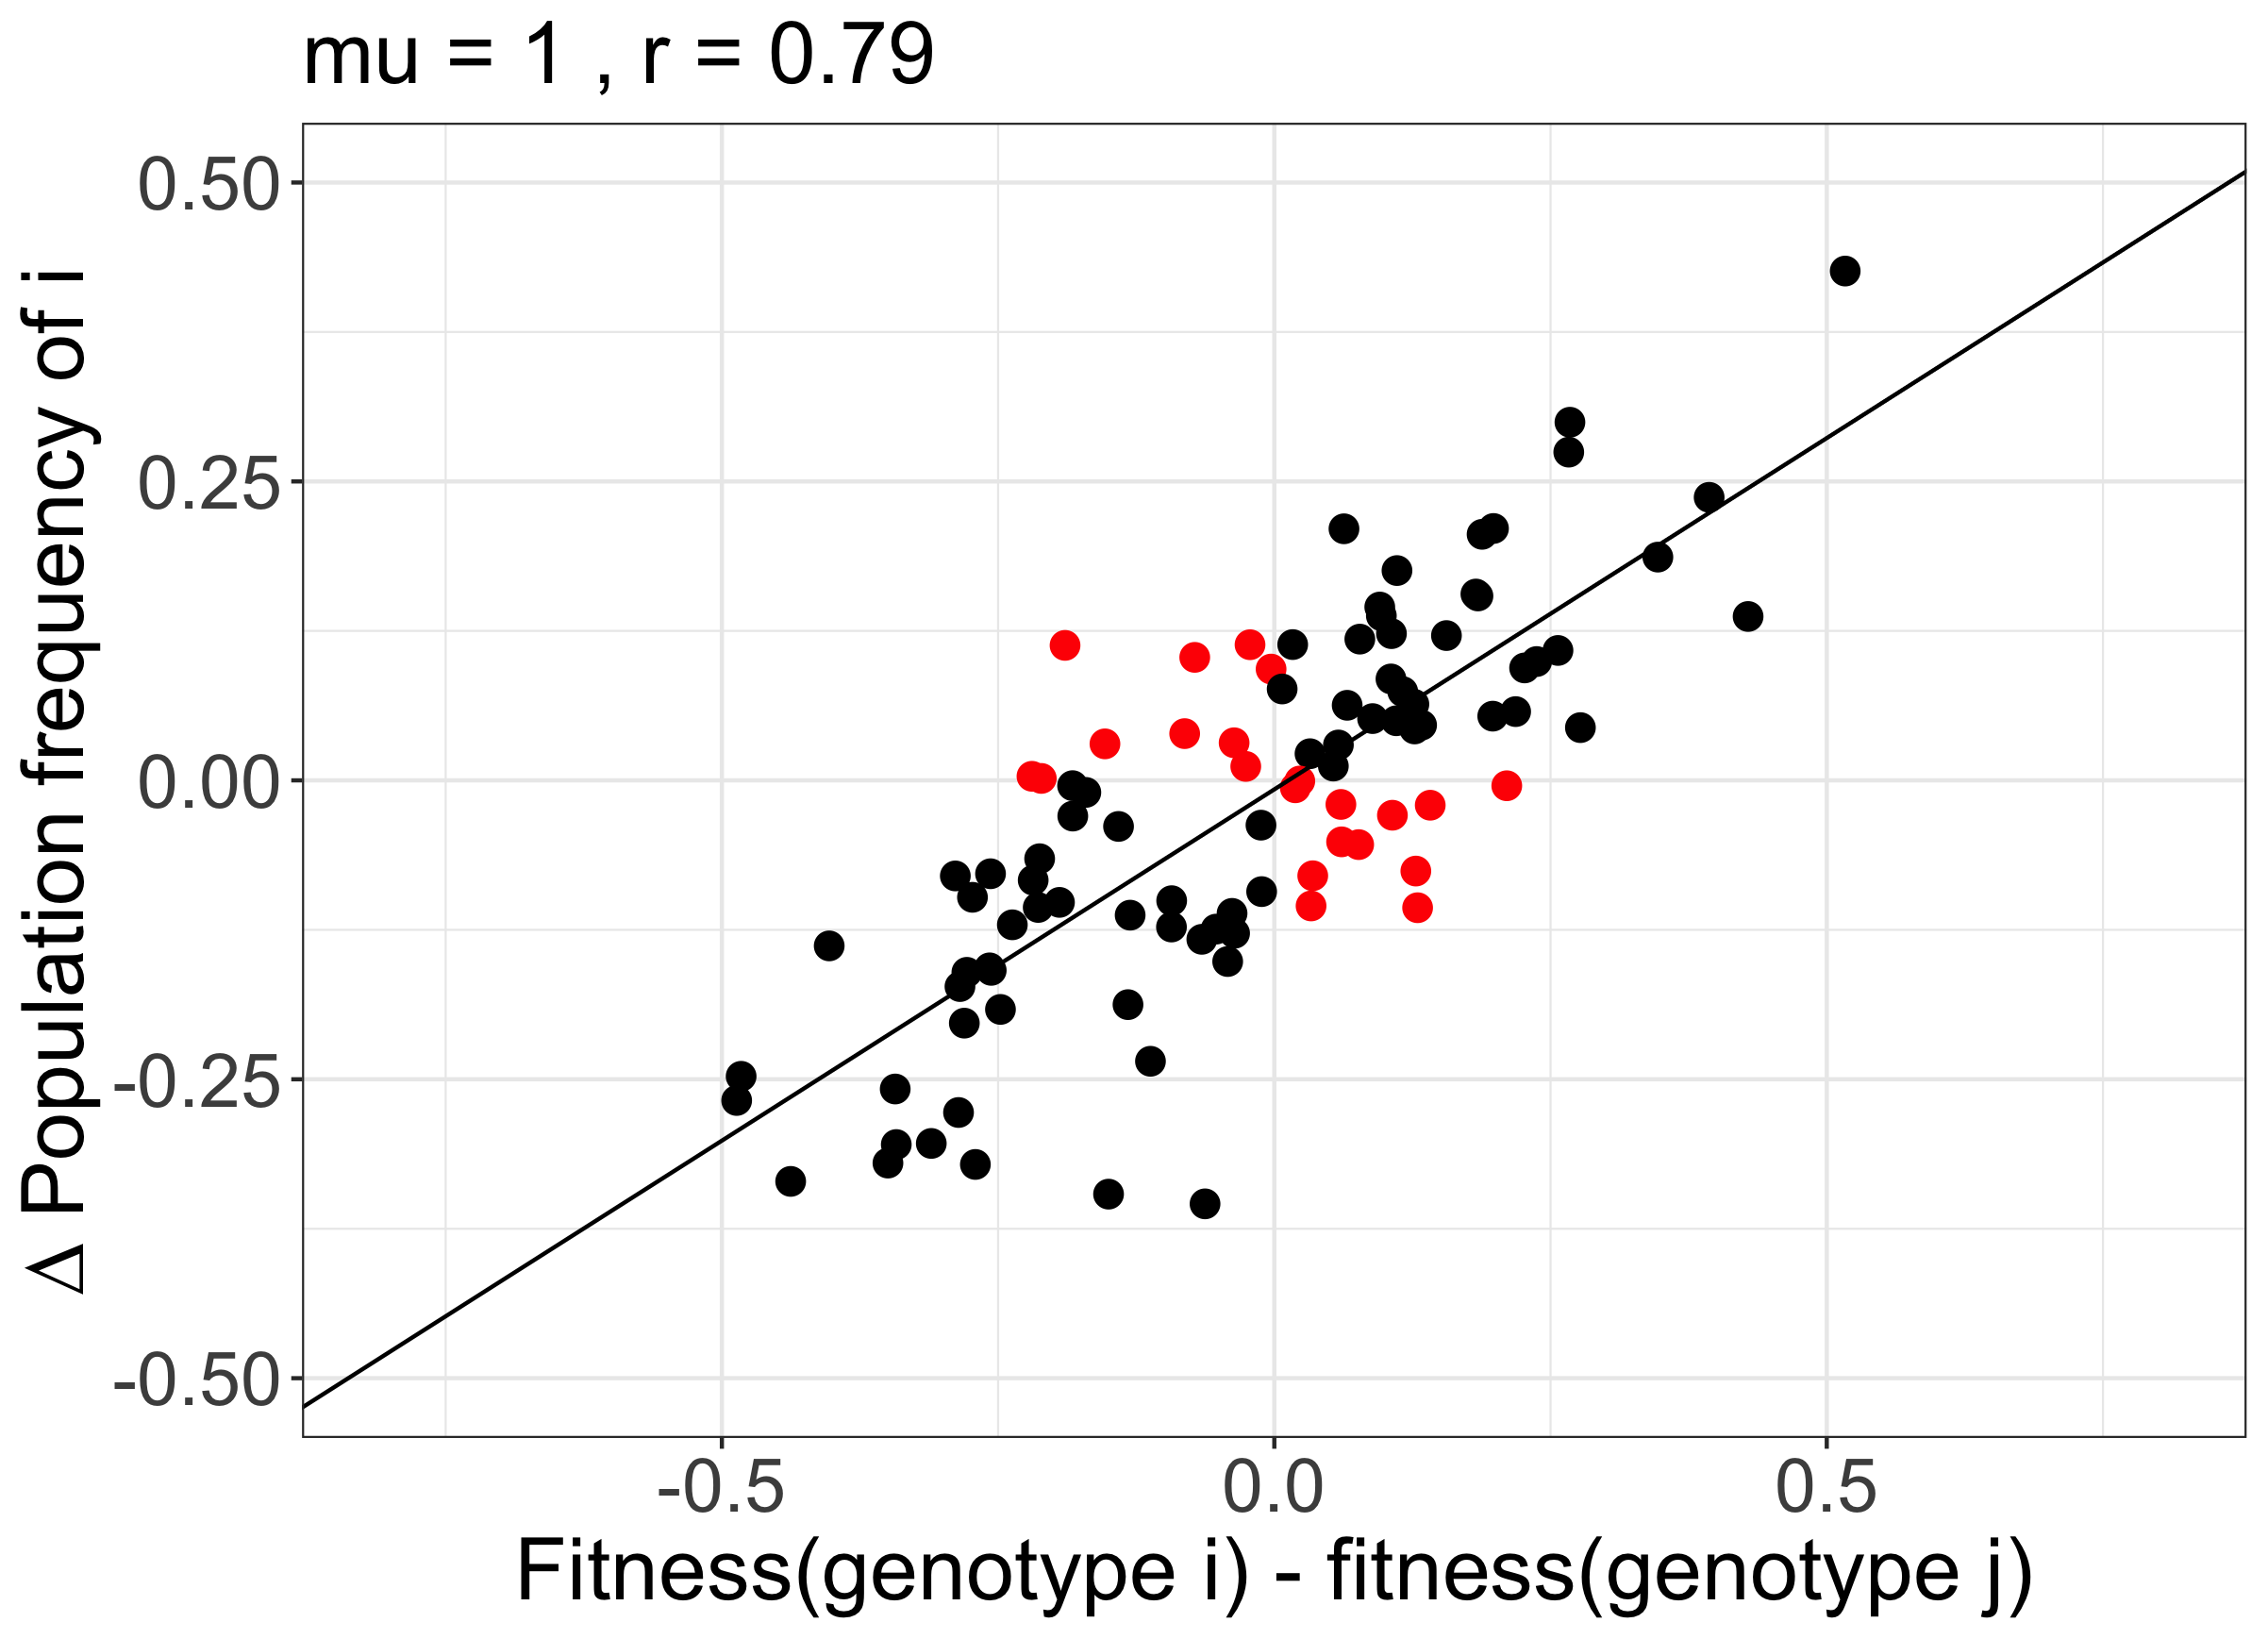 mu = 1 , r = 0.79
Δ Population frequency of i
0.50
0.25
0.00
-0.25
-0.50
-0.5
0.0
0.5
Fitness(genotype i) - fitness(genotype j)